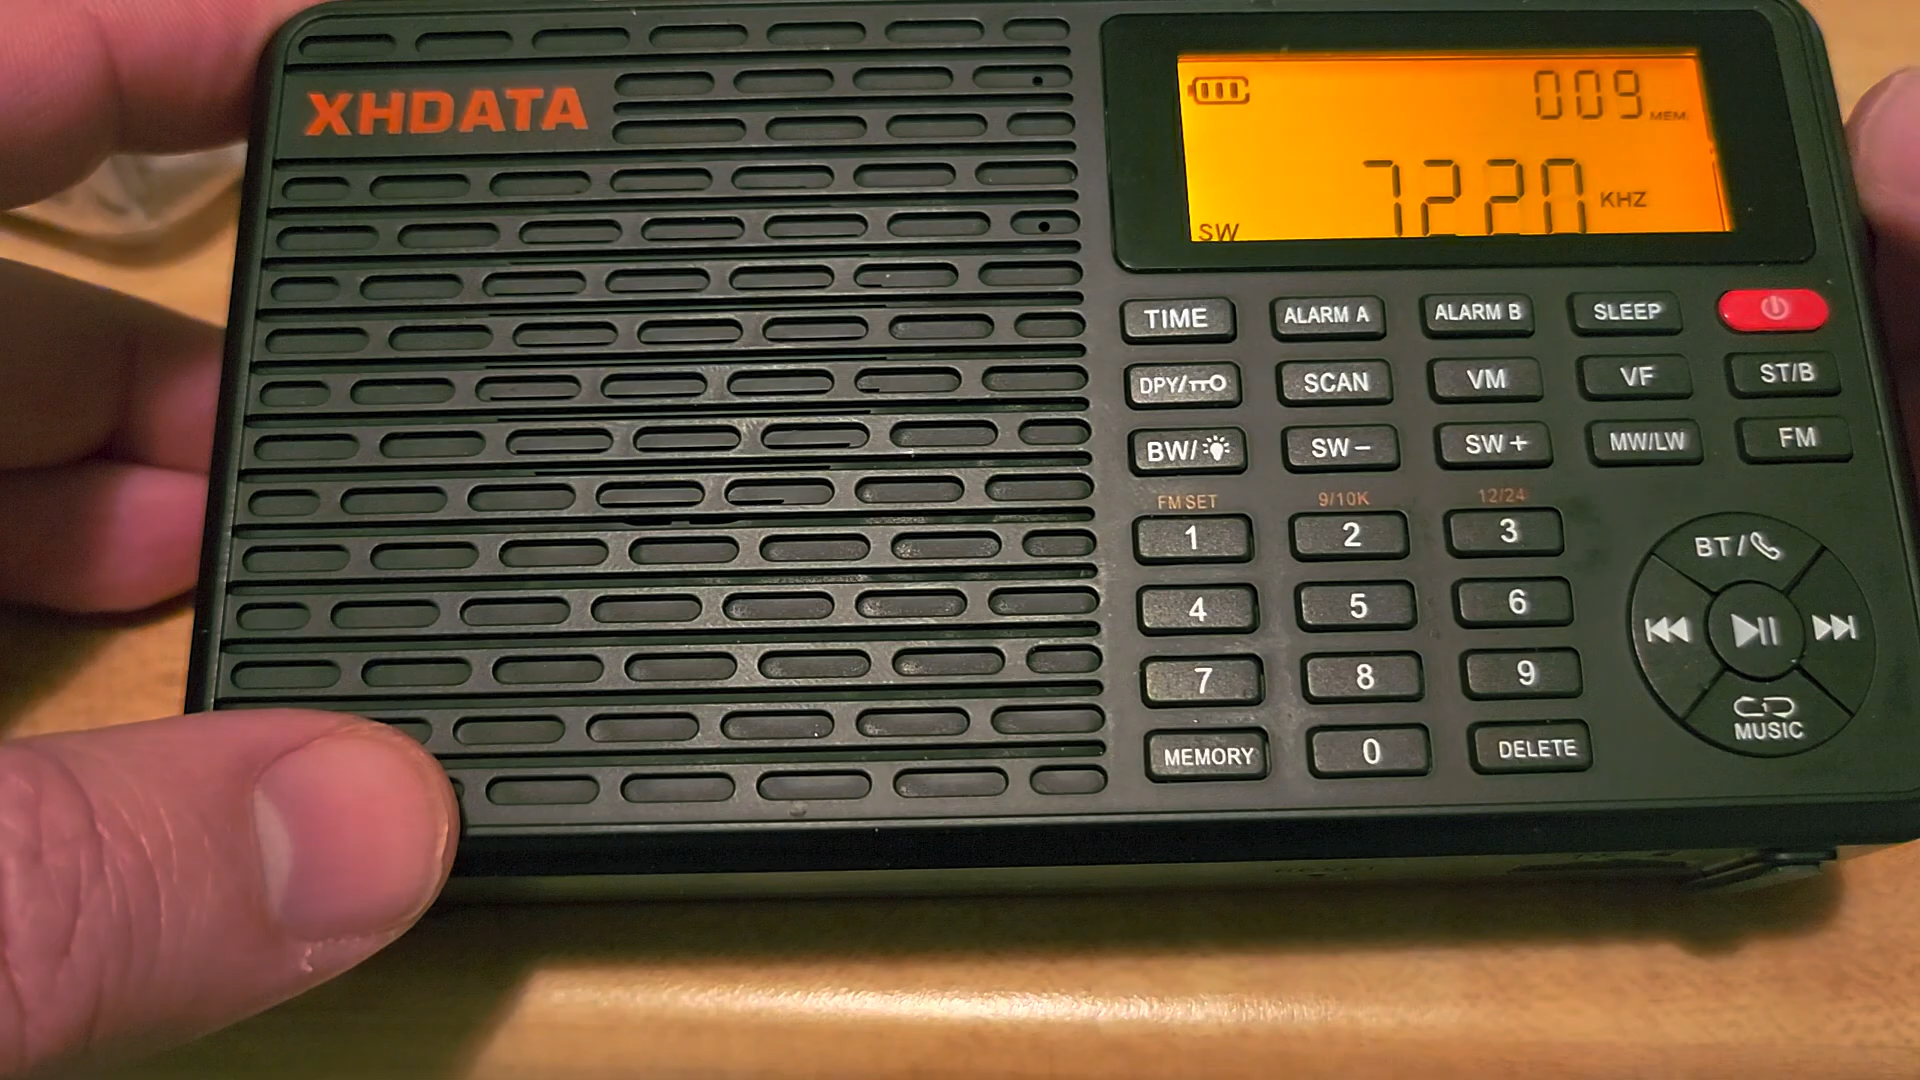 XHDATA
009 MEM.
7220 KHZ
SW
TIME ALARM A ALARM B SLEEP
DPY/ SCAN VM VF ST/B
BW/ SW- SW+ MW/LW FM
FM SET 9/10K 12/24
1 2 3
BT/
4 5 6
7 8 9
MUSIC
MEMORY 0 DELETE